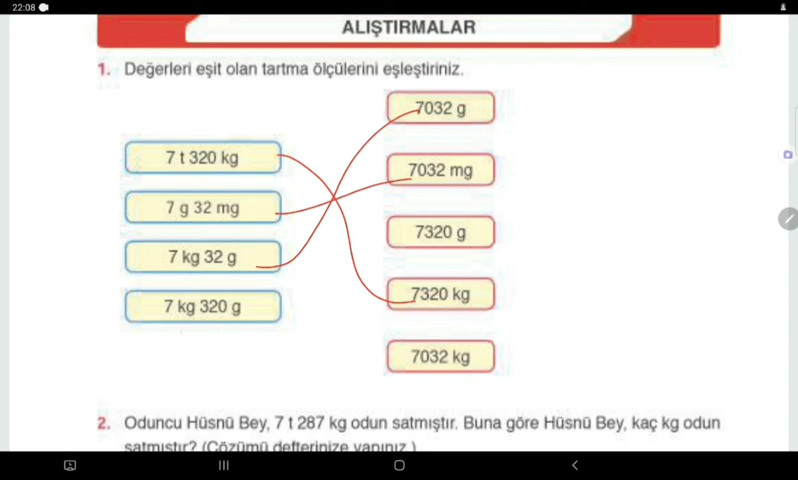 22:08
ALIŞTIRMALAR
1. Değerleri eşit olan tartma ölçülerini eşleştiriniz.
7 t 320 kg
7 g 32 mg
7 kg 32 g
7 kg 320 g
7032 g
7032 mg
7320 g
7320 kg
7032 kg
2. Oduncu Hüsnü Bey, 7 t 287 kg odun satmıştır. Buna göre Hüsnü Bey, kaç kg odun
satmıştır? (Çözümü defterinize yapınız.)